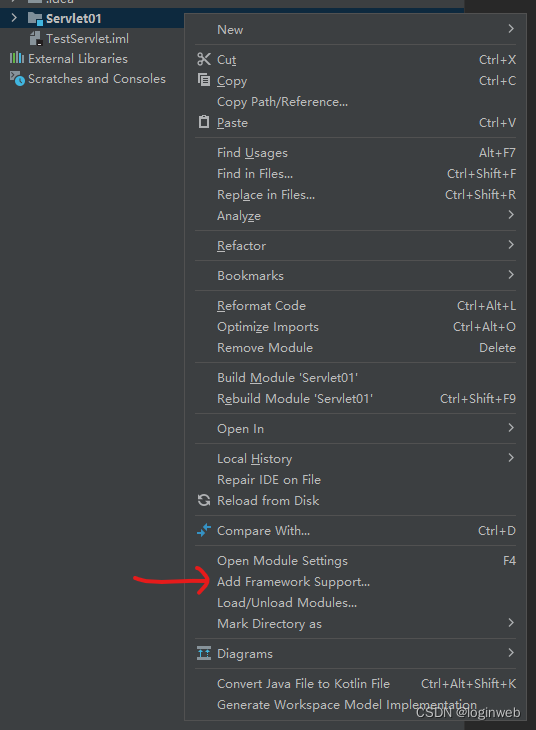 .idea
Servlet01
TestServlet.iml
External Libraries
Scratches and Consoles
New
Cut Ctrl+X
Copy Ctrl+C
Copy Path/Reference...
Paste Ctrl+V
Find Usages Alt+F7
Find in Files... Ctrl+Shift+F
Replace in Files... Ctrl+Shift+R
Analyze
Refactor
Bookmarks
Reformat Code Ctrl+Alt+L
Optimize Imports Ctrl+Alt+O
Remove Module Delete
Build Module 'Servlet01'
Rebuild Module 'Servlet01' Ctrl+Shift+F9
Open In
Local History
Repair IDE on File
Reload from Disk
Compare With... Ctrl+D
Open Module Settings F4
Add Framework Support...
Load/Unload Modules...
Mark Directory as
Diagrams
Convert Java File to Kotlin File Ctrl+Alt+Shift+K
Generate Workspace Model Implementation
CSDN @loginweb